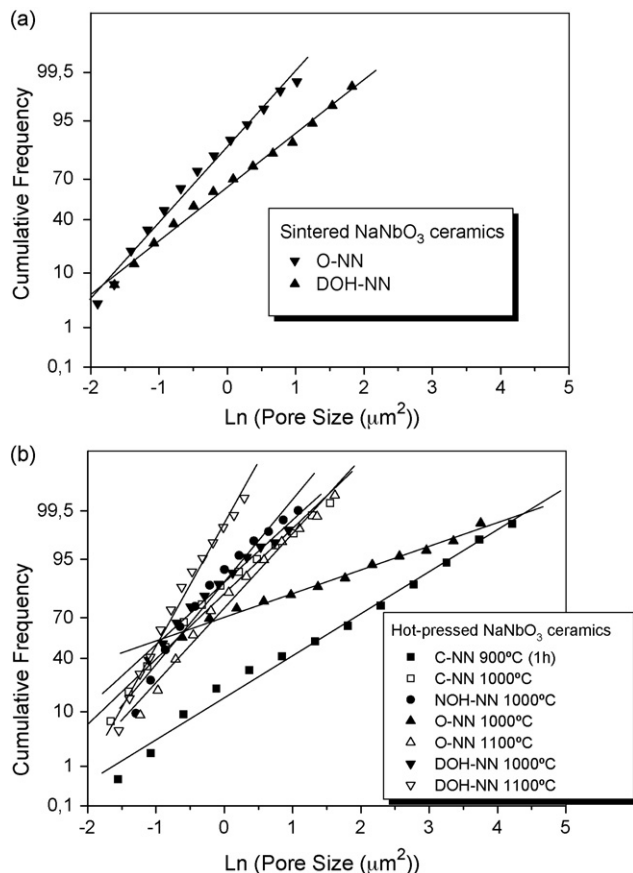 (a)
99,5
95
70
40
10
1
0,1
Cumulative Frequency
Sintered NaNbO₃ ceramics
O-NN
DOH-NN
-2 -1 0 1 2 3 4 5
Ln (Pore Size (μm²))
(b)
99,5
95
70
40
10
1
0,1
Cumulative Frequency
Hot-pressed NaNbO₃ ceramics
C-NN 900ºC (1h)
C-NN 1000ºC
NOH-NN 1000ºC
O-NN 1000ºC
O-NN 1100ºC
DOH-NN 1000ºC
DOH-NN 1100ºC
-2 -1 0 1 2 3 4 5
Ln (Pore Size (μm²))